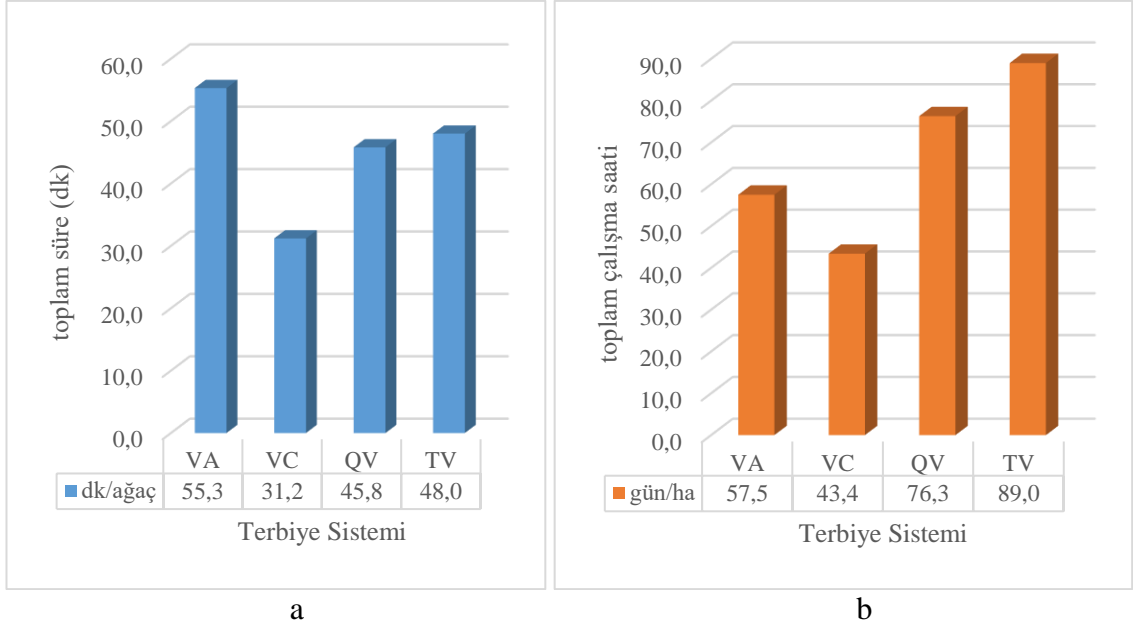 60,0
50,0
40,0
30,0
20,0
10,0
0,0
toplam süre (dk)
VA VC QV TV
dk/ağaç 55,3 31,2 45,8 48,0
Terbiye Sistemi
a
90,0
80,0
70,0
60,0
50,0
40,0
30,0
20,0
10,0
0,0
toplam çalışma saati
VA VC QV TV
gün/ha 57,5 43,4 76,3 89,0
Terbiye Sistemi
b